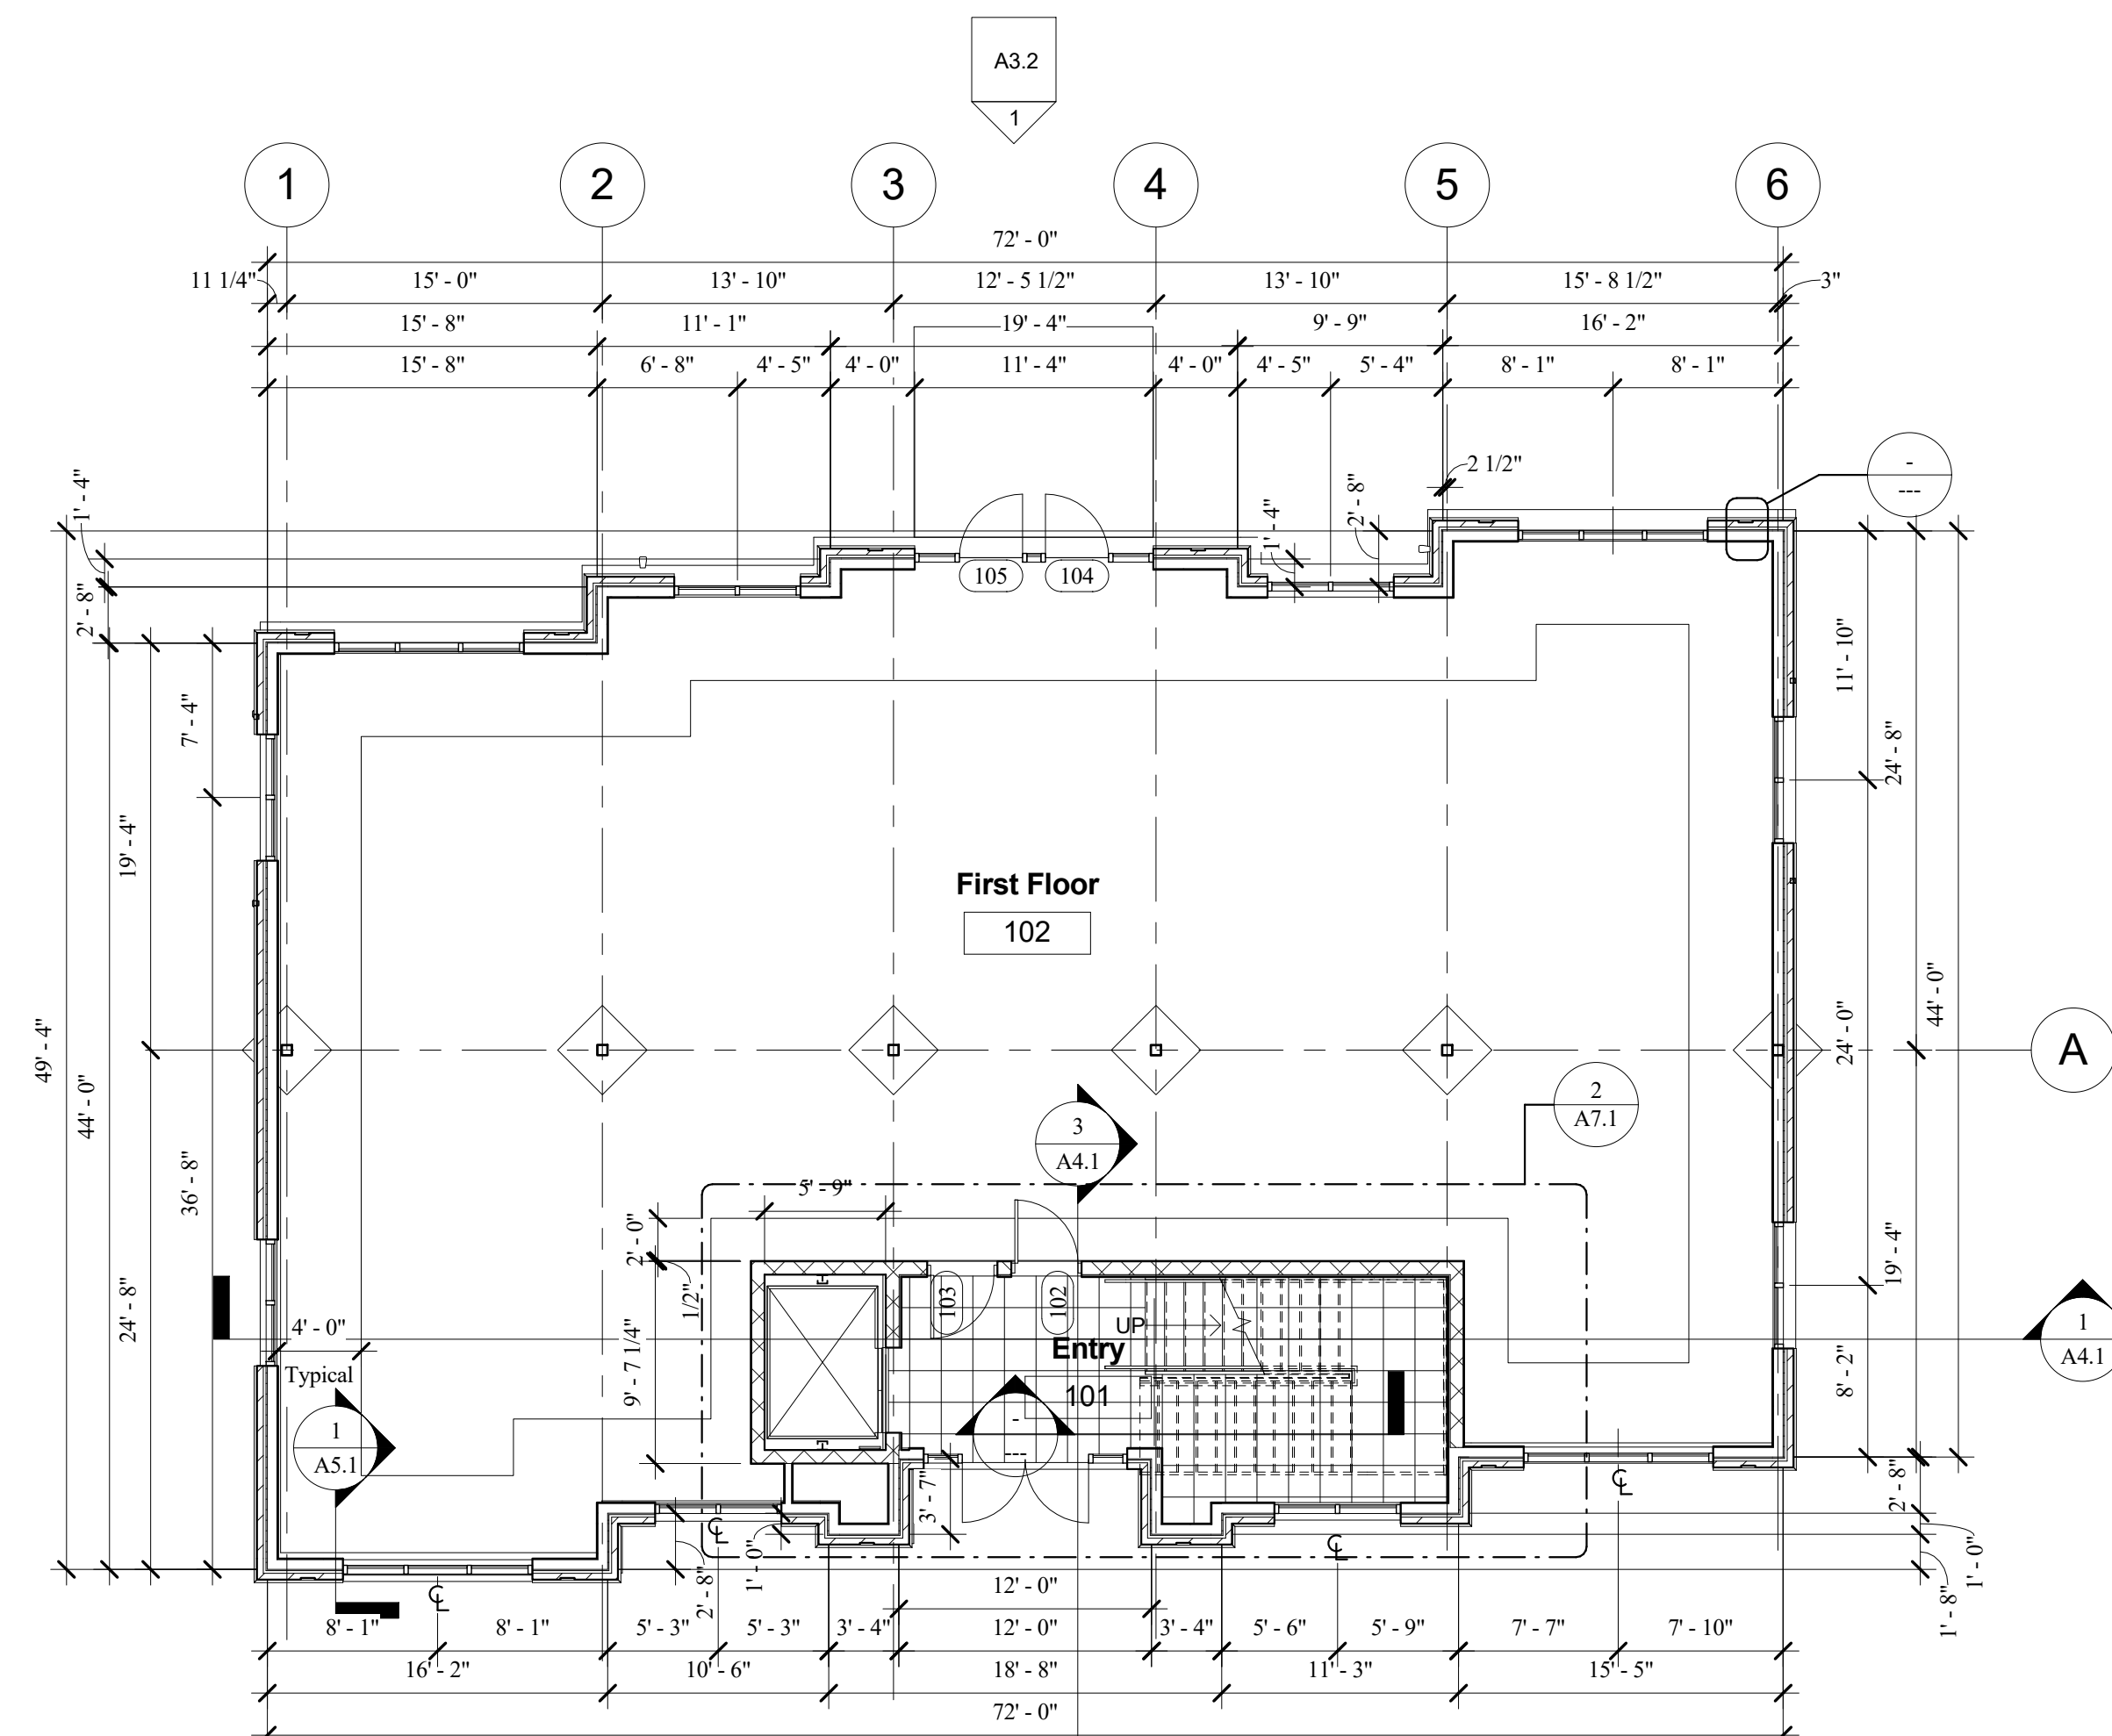 A3.2
1
1 2 3 4 5 6
72' - 0"
11 1/4" 15' - 0" 13' - 10" 12' - 5 1/2" 13' - 10" 15' - 8 1/2" 3"
15' - 8" 11' - 1" 19' - 4" 9' - 9" 16' - 2"
15' - 8" 6' - 8" 4' - 5" 4' - 0" 11' - 4" 4' - 0" 4' - 5" 5' - 4" 8' - 1" 8' - 1"
-
---
2 1/2"
1' - 4"
2' - 8"
1' - 4"
2' - 8"
105 104
7' - 4"
11' - 10"
24' - 8"
19' - 4"
First Floor
102
49' - 4"
44' - 0"
36' - 8"
24' - 8"
44' - 0"
24' - 0"
A
2
A7.1
3
A4.1
5' - 9"
2' - 0"
1/2"
9' - 7 1/4"
19' - 4"
8' - 2"
103
102
UP
Entry
101
1
A4.1
4' - 0"
Typical
1
A5.1
-
---
3' - 7"
2' - 8"
1' - 0"
1' - 8"
℄
℄
℄
℄
2' - 8"
1' - 0"
12' - 0"
8' - 1" 8' - 1" 5' - 3" 5' - 3" 3' - 4" 12' - 0" 3' - 4" 5' - 6" 5' - 9" 7' - 7" 7' - 10"
16' - 2" 10' - 6" 18' - 8" 11' - 3" 15' - 5"
72' - 0"